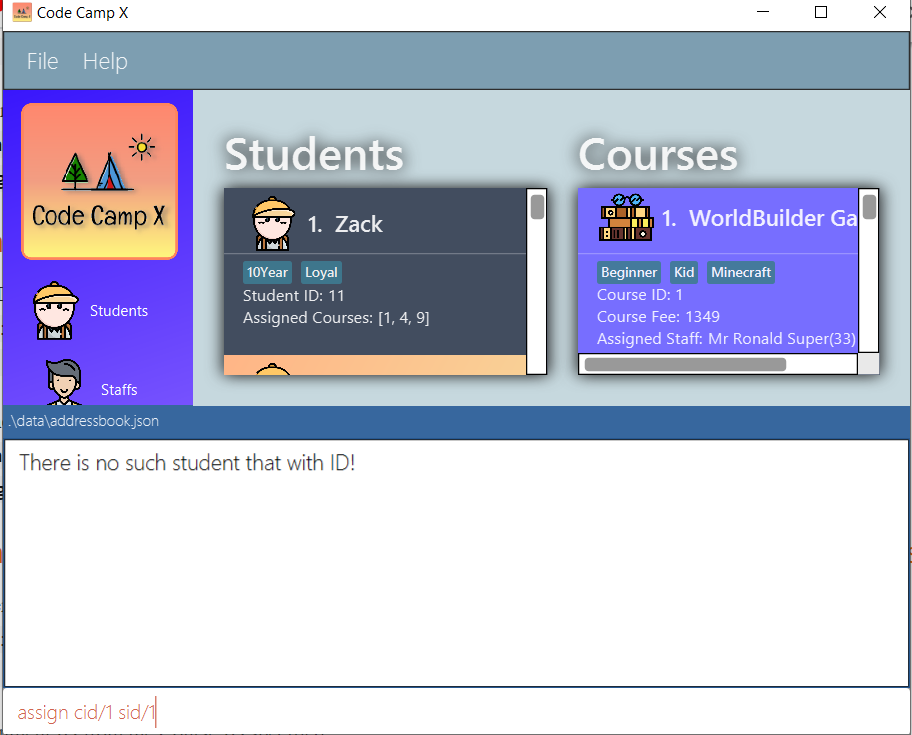 Code Camp X
File Help
Code Camp X
Students
Staffs
Students
1. Zack
10Year Loyal
Student ID: 11
Assigned Courses: [1, 4, 9]
Courses
1. WorldBuilder Ga
Beginner Kid Minecraft
Course ID: 1
Course Fee: 1349
Assigned Staff: Mr Ronald Super(33)
.\data\addressbook.json
There is no such student that with ID!
assign cid/1 sid/1